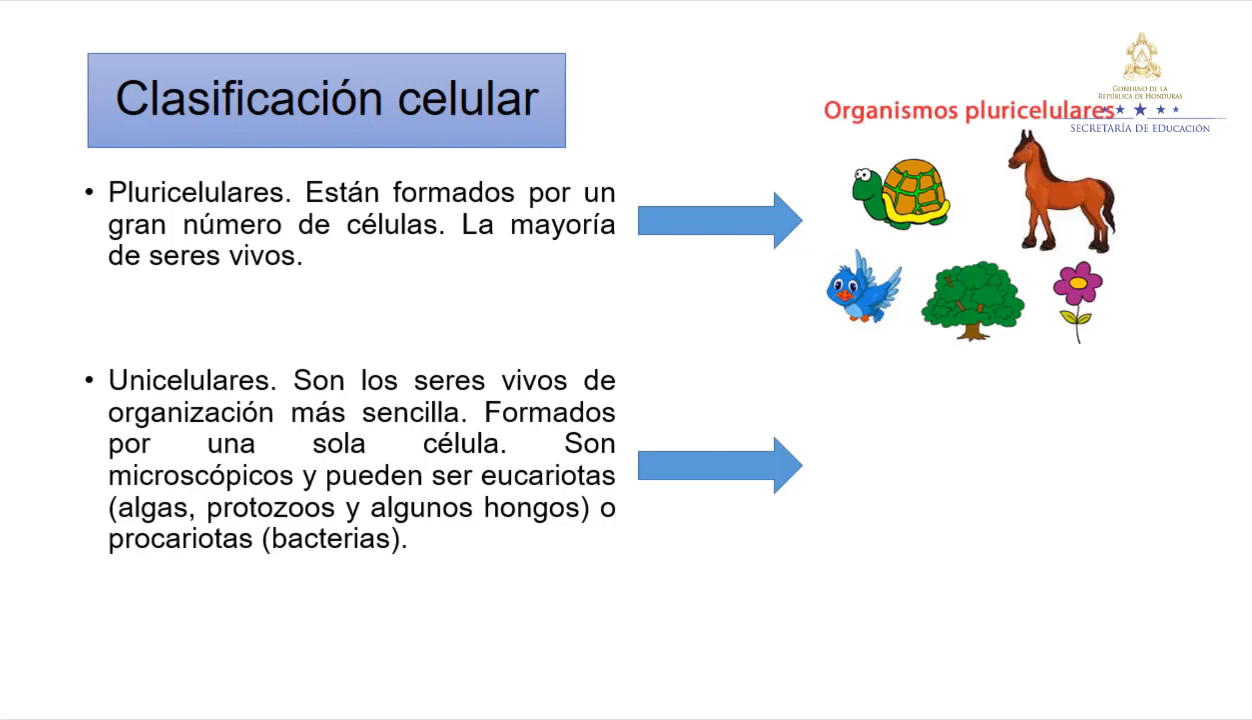 Clasificación celular
GOBIERNO DE LA
REPÚBLICA DE HONDURAS
SECRETARÍA DE EDUCACIÓN
Organismos pluricelulares
• Pluricelulares. Están formados por un
gran número de células. La mayoría
de seres vivos.
• Unicelulares. Son los seres vivos de
organización más sencilla. Formados
por una sola célula. Son
microscópicos y pueden ser eucariotas
(algas, protozoos y algunos hongos) o
procariotas (bacterias).